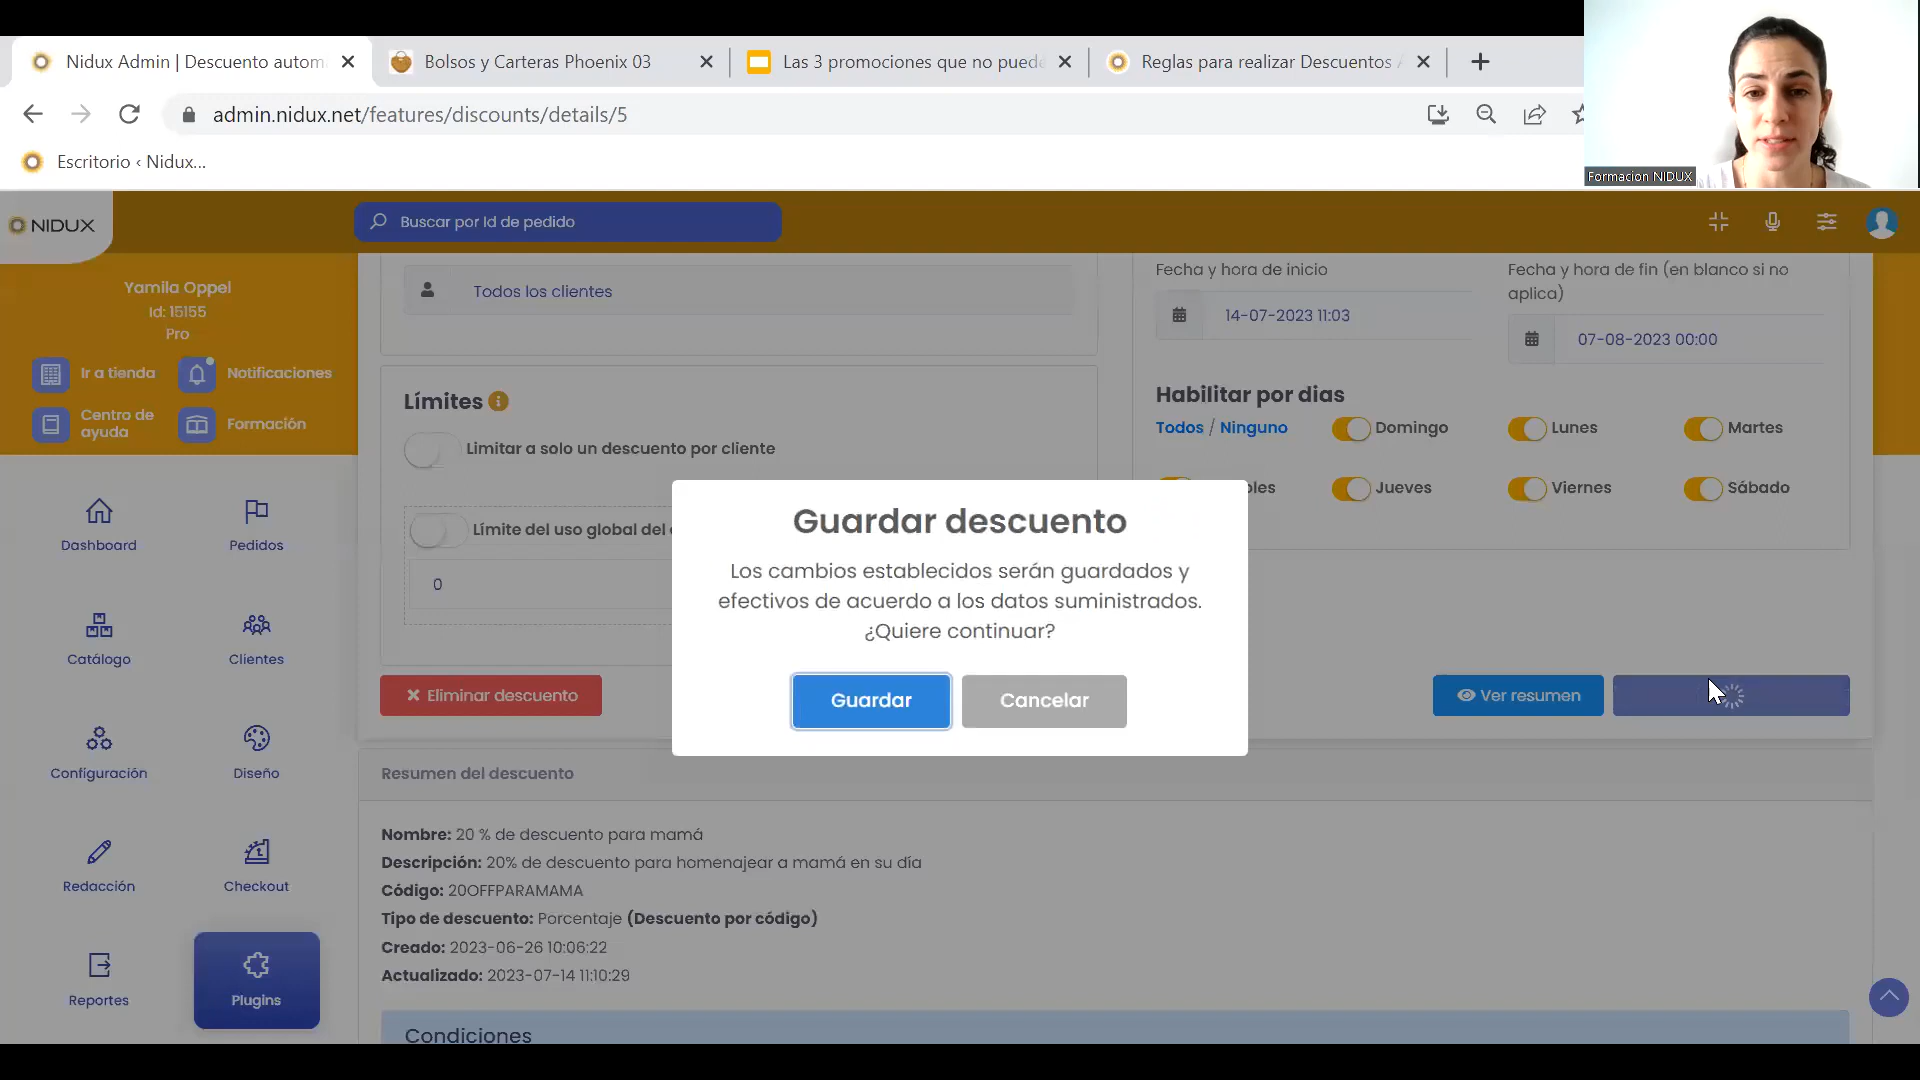 Nidux Admin | Descuento autom
Bolsos y Carteras Phoenix 03
Las 3 promociones que no puede
Reglas para realizar Descuentos A
admin.nidux.net/features/discounts/details/5
Escritorio ‹ Nidux...
Formacion NIDUX
NIDUX
Buscar por Id de pedido
Yamila Oppel
Id: 15155
Pro
Ir a tienda
Notificaciones
Centro de
ayuda
Formación
Dashboard
Pedidos
Catálogo
Clientes
Configuración
Diseño
Redacción
Checkout
Reportes
Plugins
Todos los clientes
Límites
Limitar a solo un descuento por cliente
Límite del uso global del
0
Fecha y hora de inicio
14-07-2023 11:03
Fecha y hora de fin (en blanco si no
aplica)
07-08-2023 00:00
Habilitar por dias
Todos / Ninguno
Domingo
Lunes
Martes
oles
Jueves
Viernes
Sábado
Guardar descuento
Los cambios establecidos serán guardados y
efectivos de acuerdo a los datos suministrados.
¿Quiere continuar?
Guardar
Cancelar
Eliminar descuento
Ver resumen
Resumen del descuento
Nombre: 20 % de descuento para mamá
Descripción: 20% de descuento para homenajear a mamá en su día
Código: 20OFFPARAMAMA
Tipo de descuento: Porcentaje (Descuento por código)
Creado: 2023-06-26 10:06:22
Actualizado: 2023-07-14 11:10:29
Condiciones